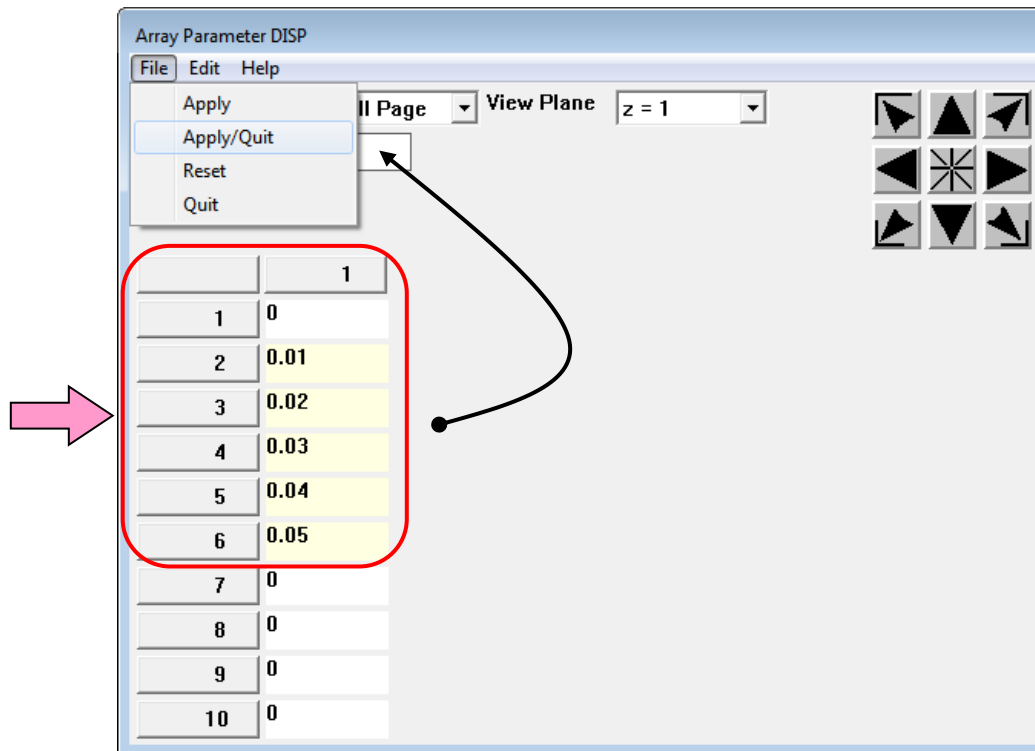 Array Parameter DISP
File Edit Help
Apply
Apply/Quit
Reset
Quit
Page View Plane z = 1
1
1 0
2 0.01
3 0.02
4 0.03
5 0.04
6 0.05
7 0
8 0
9 0
10 0